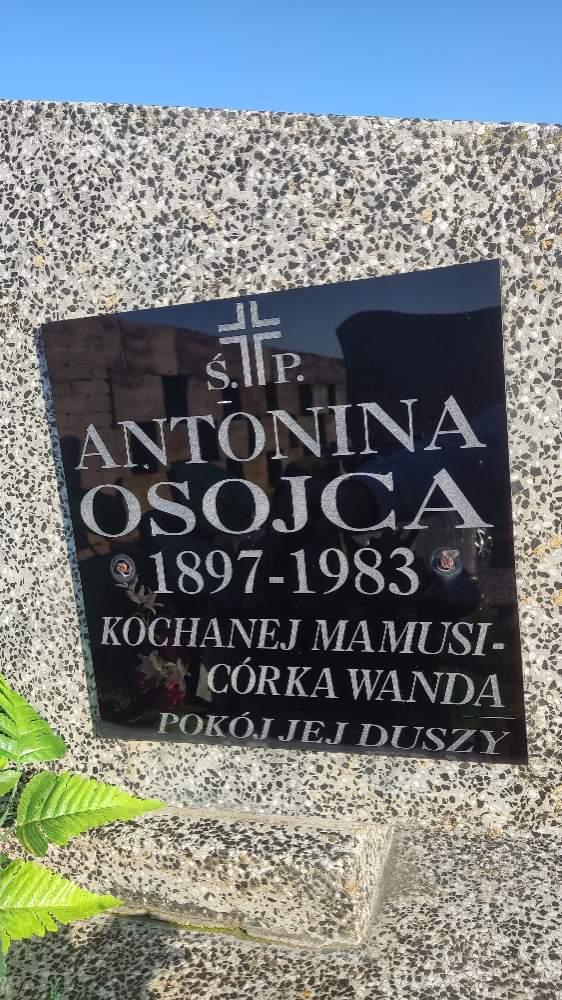 Ś. P.
ANTONINA
OSOJCA
1897-1983
KOCHANEJ MAMUSI-
CÓRKA WANDA
POKÓJ JEJ DUSZY